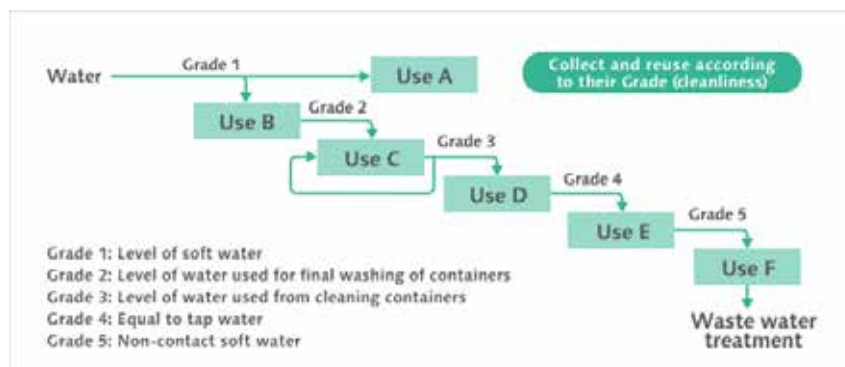 Water
Grade 1
Use A
Collect and reuse according
to their Grade (cleanliness)
Use B
Grade 2
Use C
Grade 3
Use D
Grade 4
Use E
Grade 5
Use F
Waste water
treatment
Grade 1: Level of soft water
Grade 2: Level of water used for final washing of containers
Grade 3: Level of water used from cleaning containers
Grade 4: Equal to tap water
Grade 5: Non-contact soft water